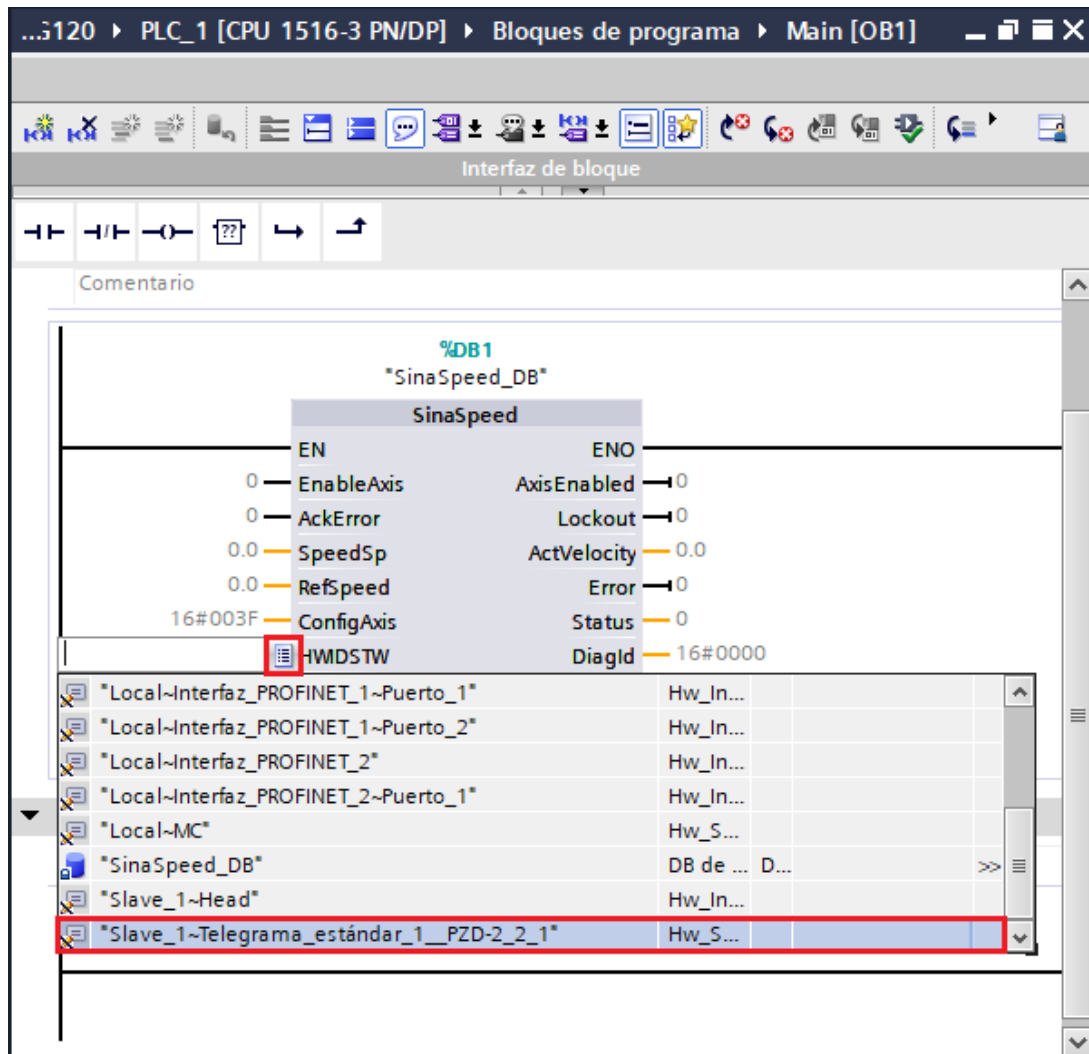 ...G120 ▸ PLC_1 [CPU 1516-3 PN/DP] ▸ Bloques de programa ▸ Main [OB1]
Interfaz de bloque
??
Comentario
%DB1
"SinaSpeed_DB"
SinaSpeed
EN ENO
0 EnableAxis AxisEnabled 0
0 AckError Lockout 0
0.0 SpeedSp ActVelocity 0.0
0.0 RefSpeed Error 0
16#003F ConfigAxis Status 0
HWIDSTW DiagId 16#0000
"Local~Interfaz_PROFINET_1~Puerto_1" Hw_In...
"Local~Interfaz_PROFINET_1~Puerto_2" Hw_In...
"Local~Interfaz_PROFINET_2" Hw_In...
"Local~Interfaz_PROFINET_2~Puerto_1" Hw_In...
"Local~MC" Hw_S...
"SinaSpeed_DB" DB de ... D... >>
"Slave_1~Head" Hw_In...
"Slave_1~Telegrama_estándar_1__PZD-2_2_1" Hw_S...